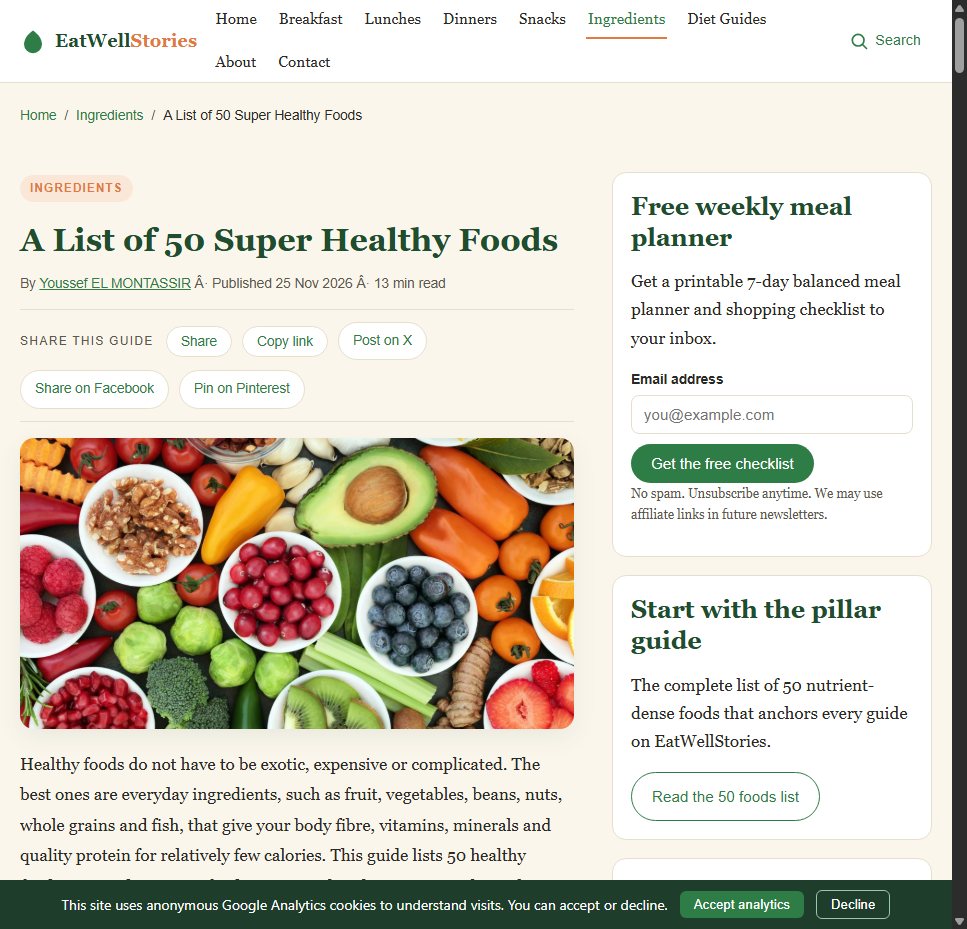 EatWellStories
Home Breakfast Lunches Dinners Snacks Ingredients Diet Guides
About Contact
Search
Home / Ingredients / A List of 50 Super Healthy Foods
INGREDIENTS
A List of 50 Super Healthy Foods
By Youssef EL MONTASSIR Â· Published 25 Nov 2026 Â· 13 min read
SHARE THIS GUIDE Share Copy link Post on X
Share on Facebook Pin on Pinterest
Healthy foods do not have to be exotic, expensive or complicated. The
best ones are everyday ingredients, such as fruit, vegetables, beans, nuts,
whole grains and fish, that give your body fibre, vitamins, minerals and
quality protein for relatively few calories. This guide lists 50 healthy
Free weekly meal
planner
Get a printable 7-day balanced meal
planner and shopping checklist to
your inbox.
Email address
you@example.com
Get the free checklist
No spam. Unsubscribe anytime. We may use
affiliate links in future newsletters.
Start with the pillar
guide
The complete list of 50 nutrient-
dense foods that anchors every guide
on EatWellStories.
Read the 50 foods list
This site uses anonymous Google Analytics cookies to understand visits. You can accept or decline.
Accept analytics
Decline